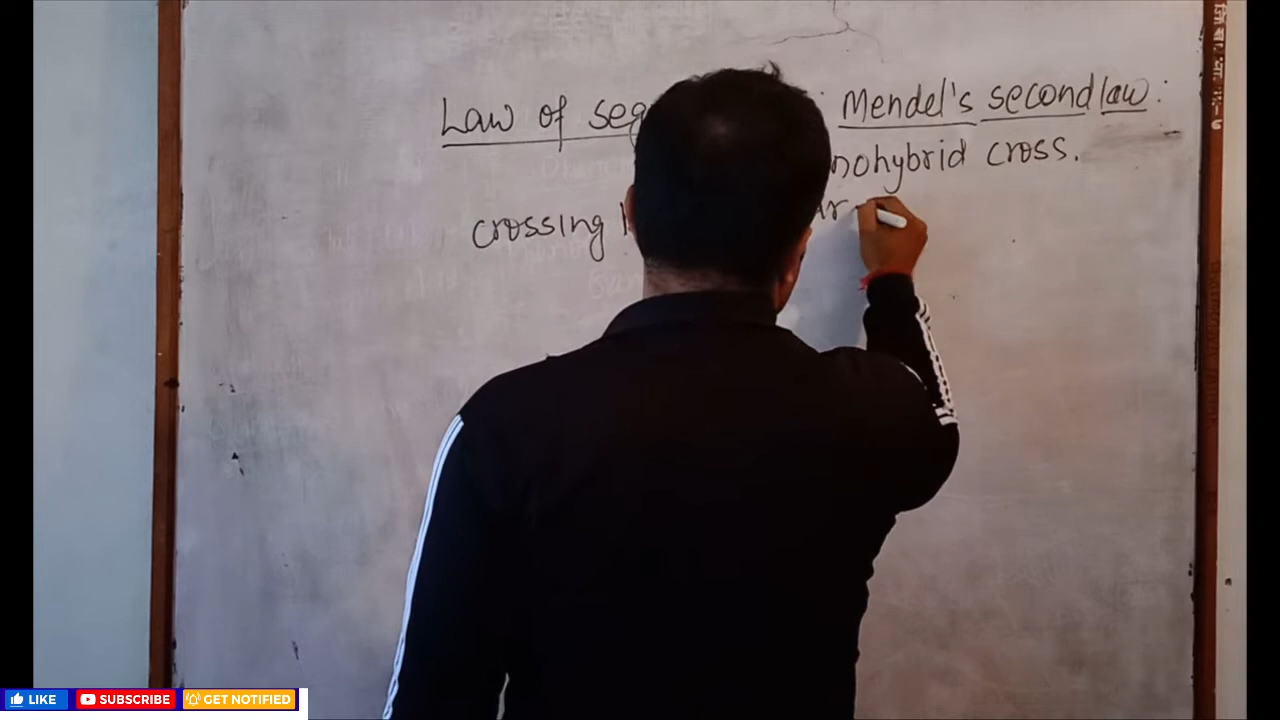 Law of seg : Mendel's second law :
nohybrid cross.
crossing
LIKE SUBSCRIBE GET NOTIFIED